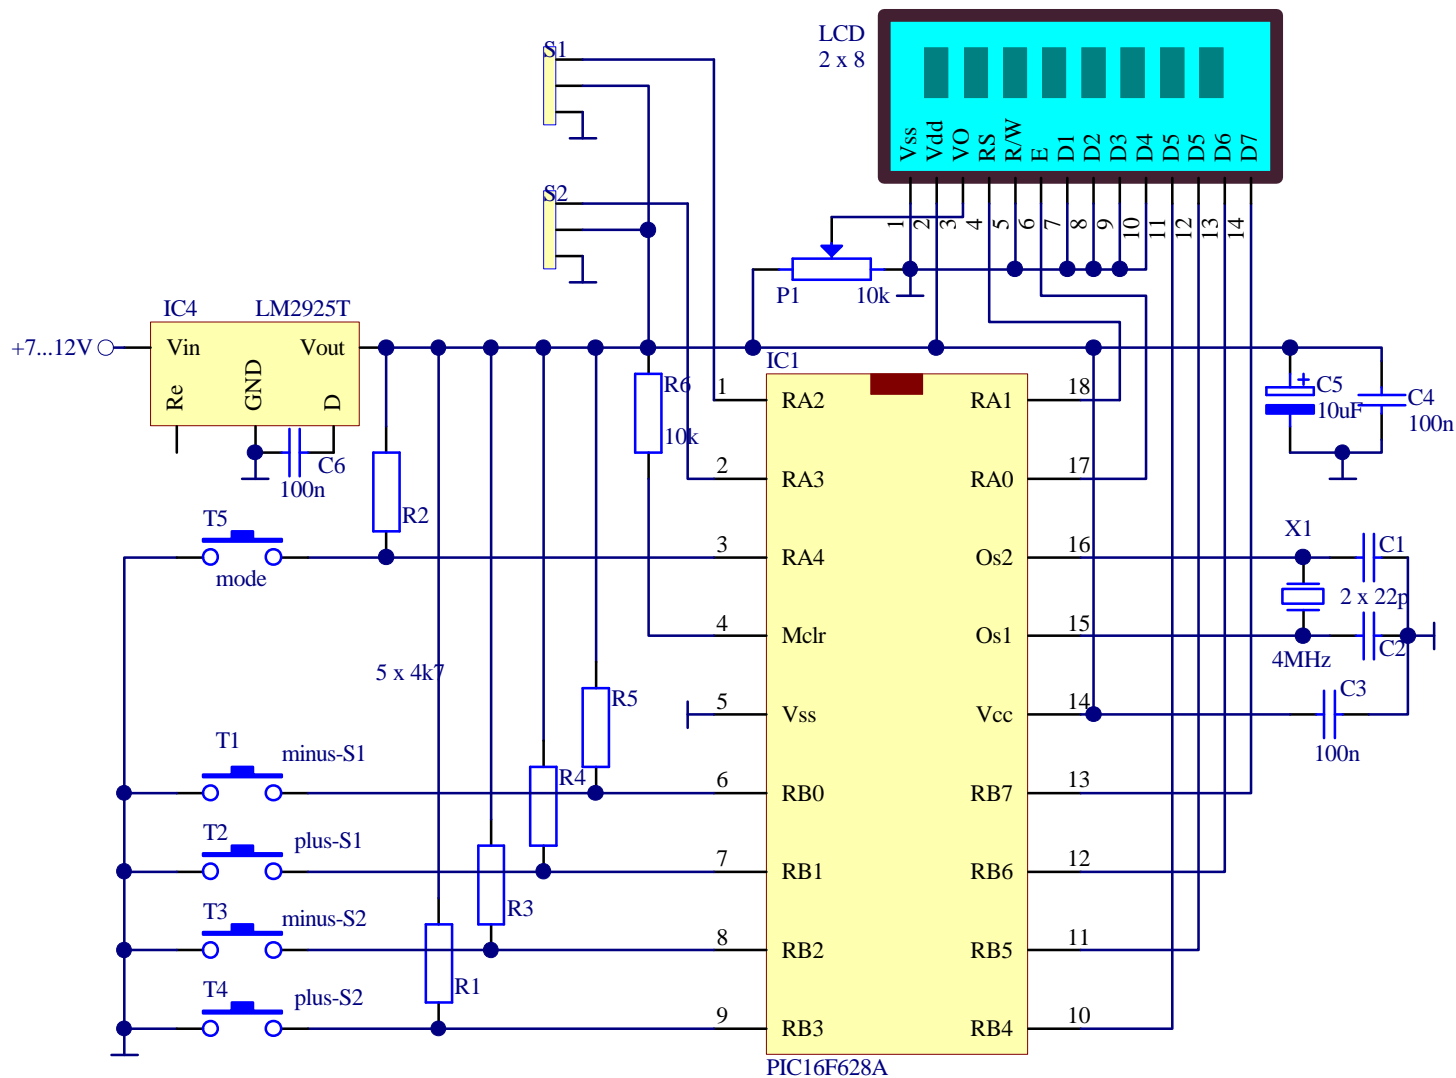 LCD
2 x 8
Vss
Vdd
VO
RS
R/W
E
D1
D2
D3
D4
D5
D5
D6
D7
1
2
3
4
5
6
7
8
9
10
11
12
13
14
S1
S2
P1
10k
IC4
LM2925T
+7...12V
Vin
Vout
Re
GND
D
C6
100n
R2
R6
10k
T5
mode
5 x 4k7
R5
R4
R3
R1
T1
minus-S1
T2
plus-S1
T3
minus-S2
T4
plus-S2
IC1
1
RA2
RA1
18
2
RA3
RA0
17
3
RA4
Os2
16
4
Mclr
Os1
15
5
Vss
Vcc
14
6
RB0
RB7
13
7
RB1
RB6
12
8
RB2
RB5
11
9
RB3
RB4
10
PIC16F628A
+
C5
10uF
C4
100n
X1
4MHz
C1
2 x 22p
C2
C3
100n